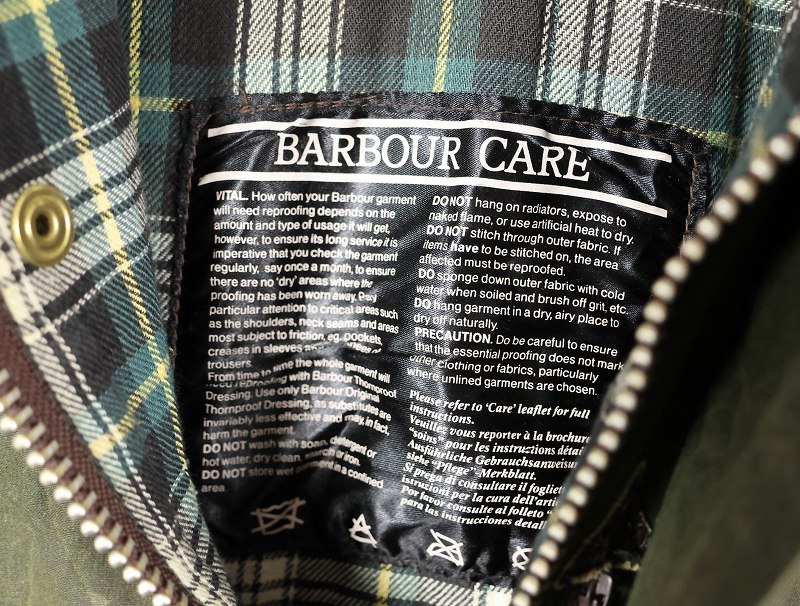 BARBOUR CARE
VITAL. How often your Barbour garment
will need reproofing depends on the
amount and type of usage it will get,
however, to ensure its long service it is
imperative that you check the garment
regularly, say once a month, to ensure
there are no 'dry' areas where the
proofing has been worn away. Pay
particular attention to critical areas such
as the shoulders, neck seams and areas
most subject to friction, eg. pockets,
creases in sleeves
trousers.
From time to time the whole garment will
need reproofing with Barbour Thornproof
Dressing. Use only Barbour Original
Thornproof Dressing, as substitutes are
invariably less effective and may, in fact,
harm the garment.
DO NOT wash with soap, detergent or
hot water, dry clean, starch or iron.
DO NOT store wet garment in a confined
area
DO NOT hang on radiators, expose to
naked flame, or use artificial heat to dry.
DO NOT stitch through outer fabric. If
items have to be stitched on, the area
affected must be reproofed.
DO sponge down outer fabric with cold
water when soiled and brush off grit, etc.
DO hang garment in a dry, airy place to
dry off naturally.
PRECAUTION. Do be careful to ensure
that the essential proofing does not mark
other clothing or fabrics, particularly
where unlined garments are chosen.
Please refer to 'Care' leaflet for full
instructions.
Veuillez vous reporter à la brochure
"soins" pour les instructions détai
Ausführliche Gebrauchsanweisu
siehe "Pflege"-Merkblatt.
Si prega di consultare il fogliett
istruzioni per la cura dell'artic
Por favor consulte al folleto "
para las instrucciones detall